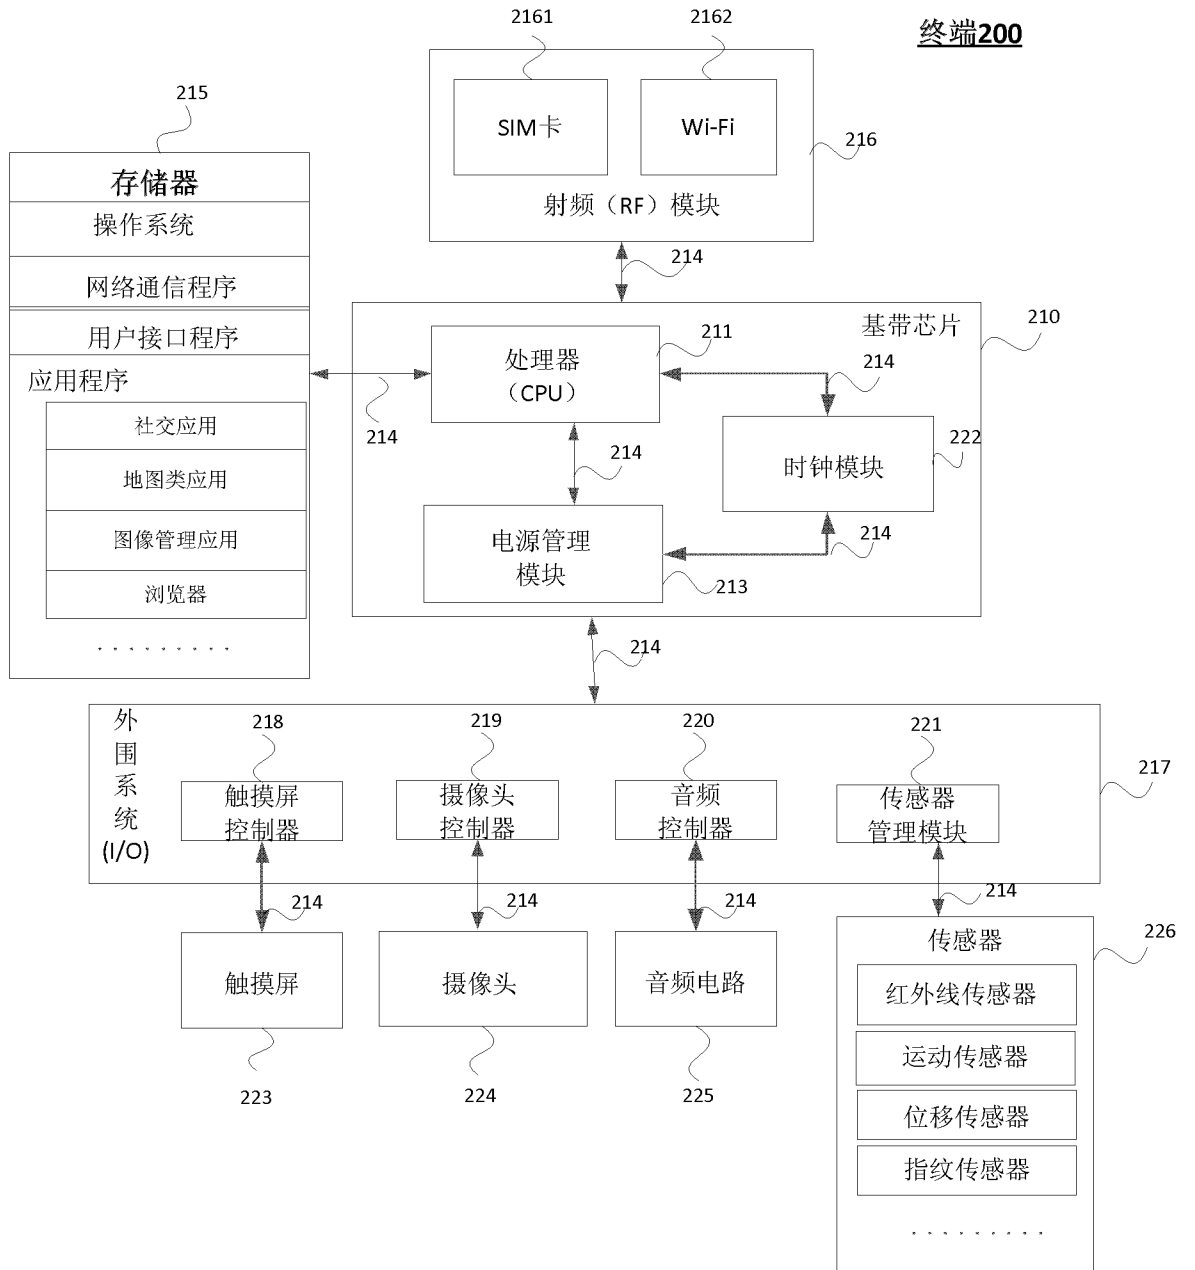 终端200
2161
2162
SIM卡
Wi-Fi
216
射频（RF）模块
214
215
存储器
操作系统
网络通信程序
用户接口程序
应用程序
社交应用
地图类应用
图像管理应用
浏览器
. . . . . . . . .
214
基带芯片
210
211
处理器
（CPU）
214
214
222
时钟模块
电源管理
模块
213
214
214
外
围
系
统
(I/O)
217
218
触摸屏
控制器
219
摄像头
控制器
220
音频
控制器
221
传感器
管理模块
214
214
214
214
触摸屏
223
摄像头
224
音频电路
225
传感器
226
红外线传感器
运动传感器
位移传感器
指纹传感器
. . . . . . . . .